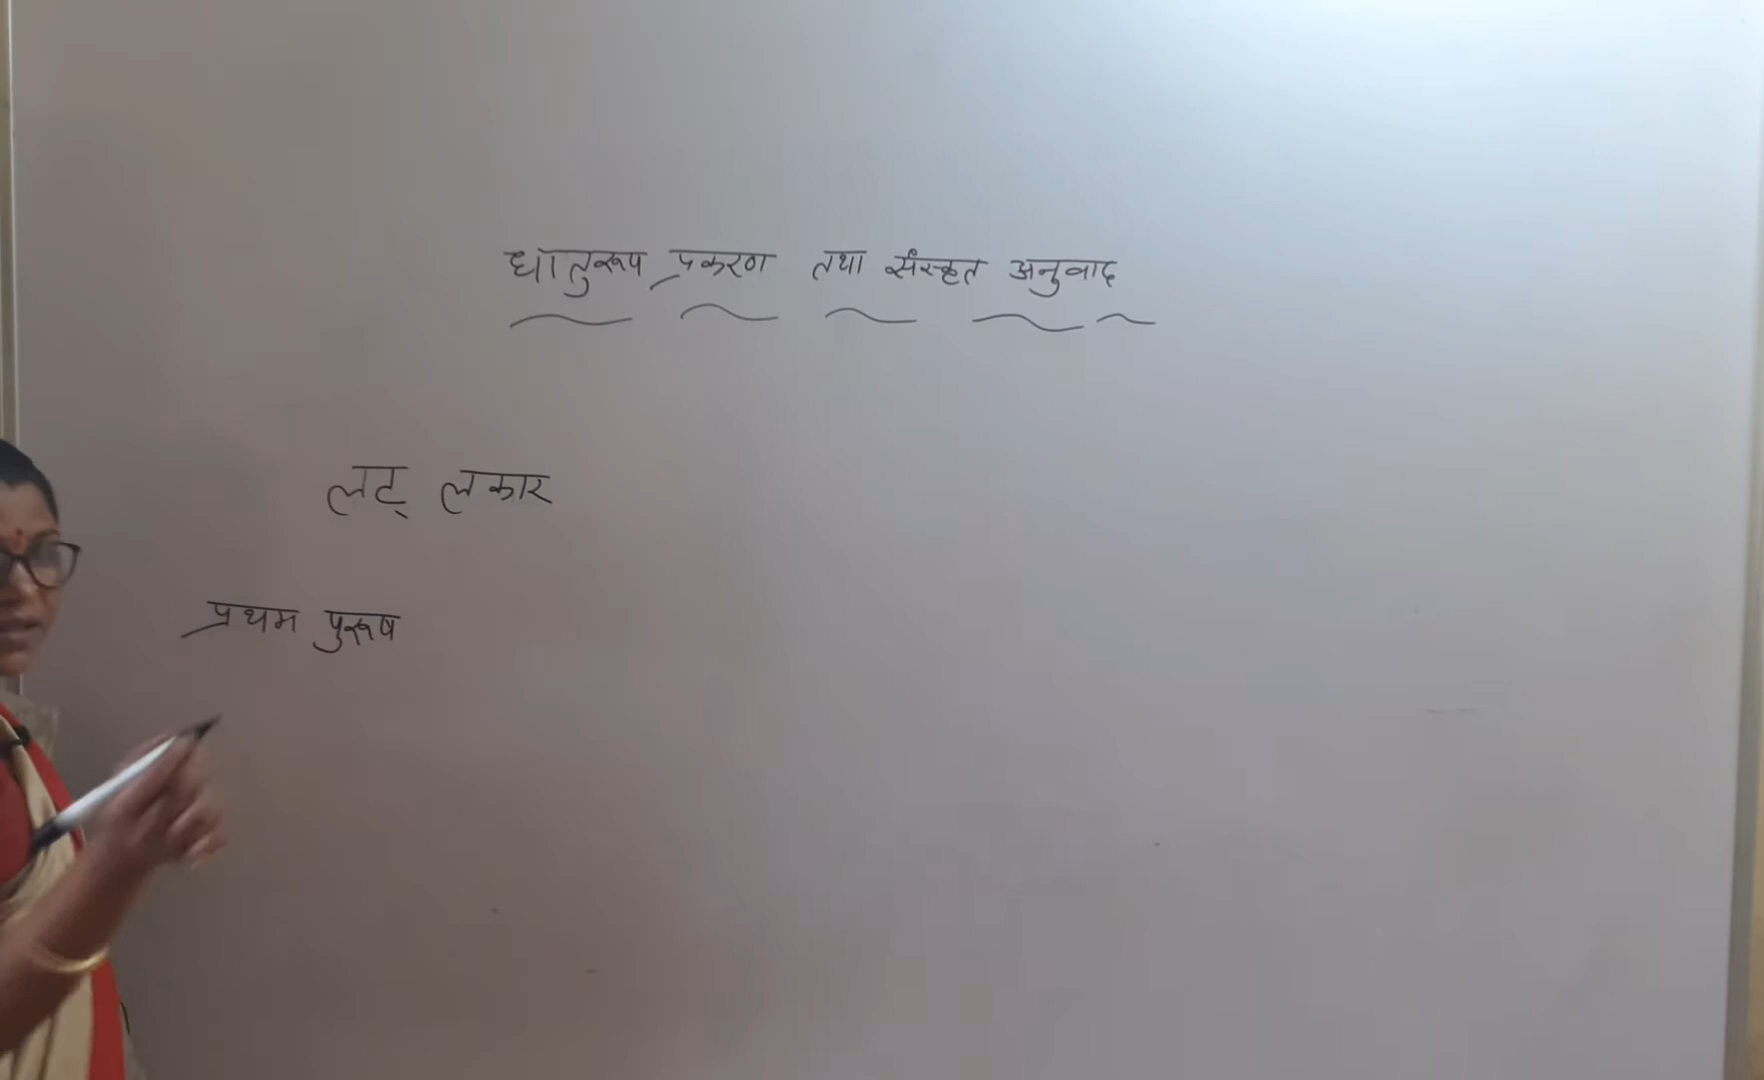 धातुरूप प्रकरण तथा संस्कृत अनुवाद
लट् लकार
प्रथम पुरूष